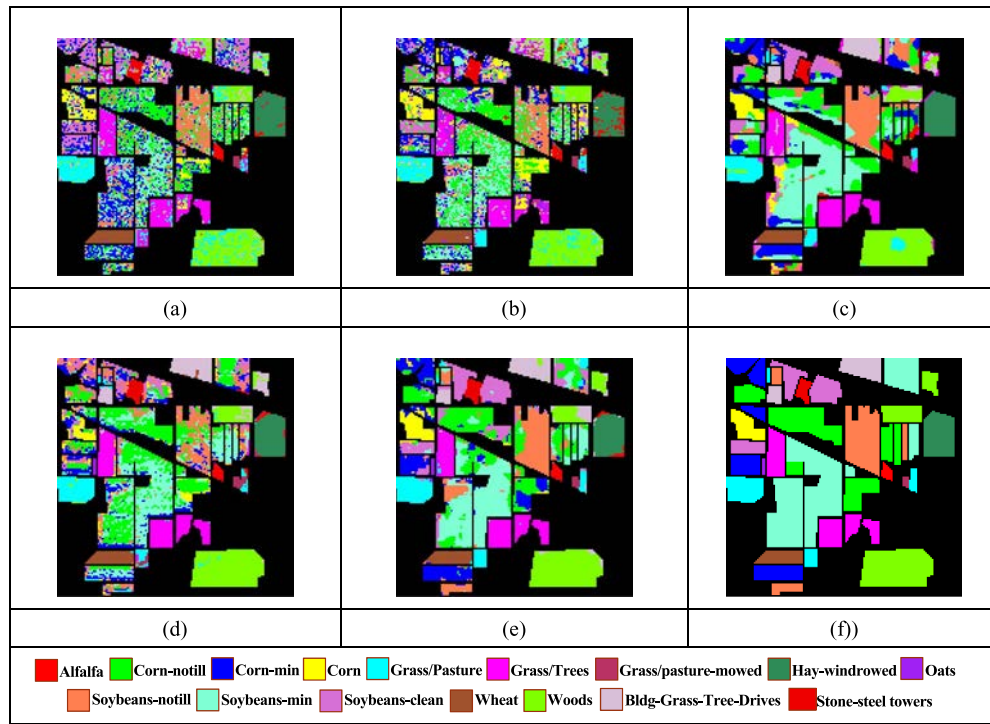 (a) (b) (c)
(d) (e) (f))
Alfalfa Corn-notill Corn-min Corn Grass/Pasture Grass/Trees Grass/pasture-mowed Hay-windrowed Oats
Soybeans-notill Soybeans-min Soybeans-clean Wheat Woods Bldg-Grass-Tree-Drives Stone-steel towers